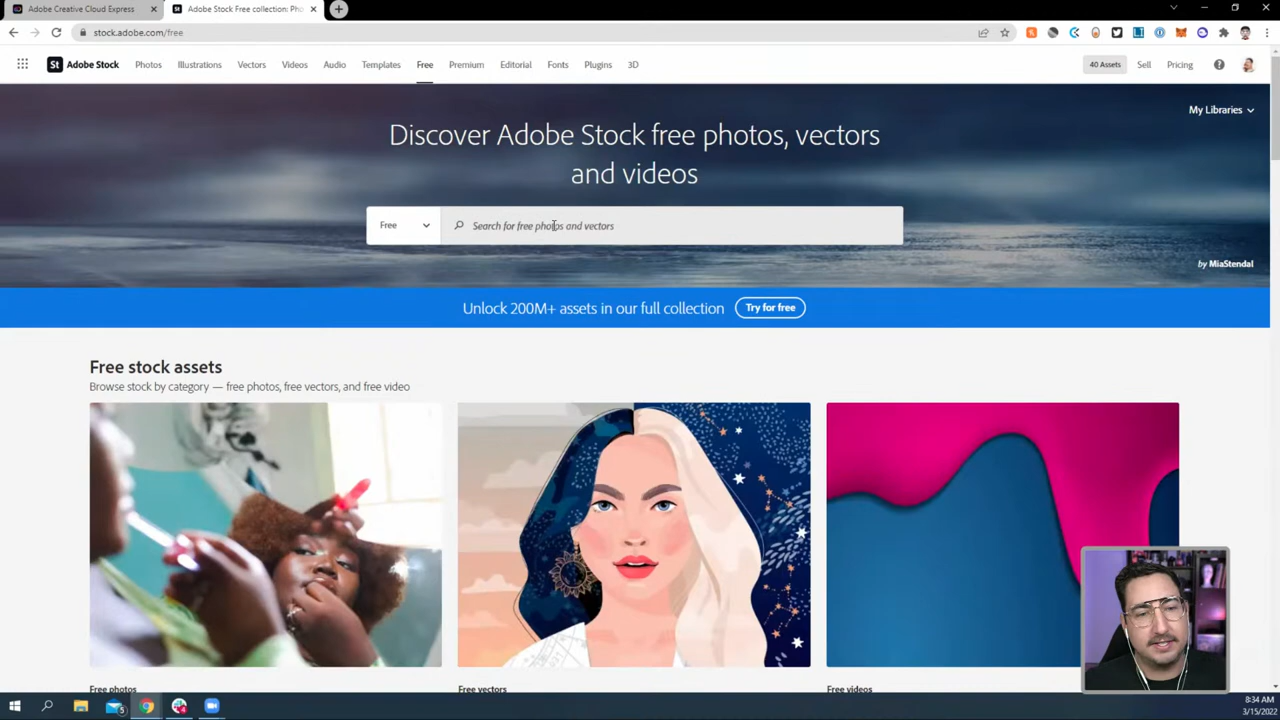 Adobe Creative Cloud Express
Adobe Stock Free collection: Pho
stock.adobe.com/free
St Adobe Stock Photos Illustrations Vectors Videos Audio Templates Free Premium Editorial Fonts Plugins 3D 40 Assets Sell Pricing
My Libraries
Discover Adobe Stock free photos, vectors
and videos
Free Search for free photos and vectors
by MiaStendal
Unlock 200M+ assets in our full collection Try for free
Free stock assets
Browse stock by category — free photos, free vectors, and free video
Free photos Free vectors Free videos
8:34 AM
3/15/2022